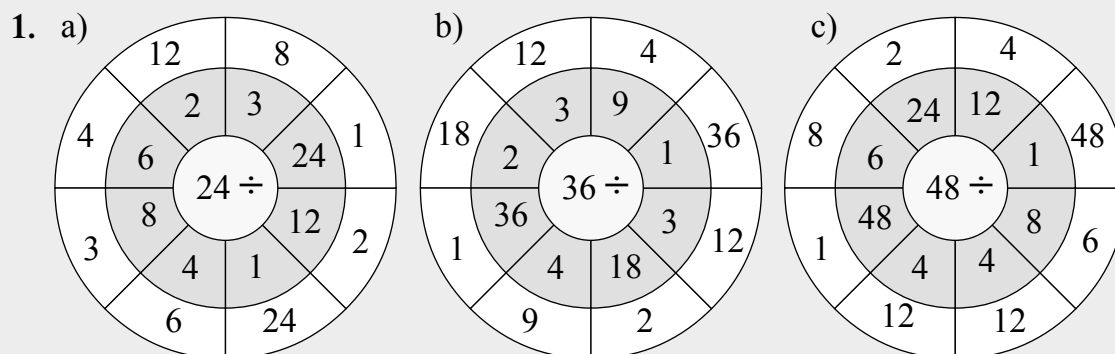 1. a) b) c)
12 8 12 4 2 4
2 3 3 9 24 12
4 1 18 36 8 48
6 24 2 1 6 1
24 ÷ 36 ÷ 48 ÷
8 12 36 3 48 8
3 2 1 12 1 6
4 1 4 18 4 4
6 24 9 2 12 12